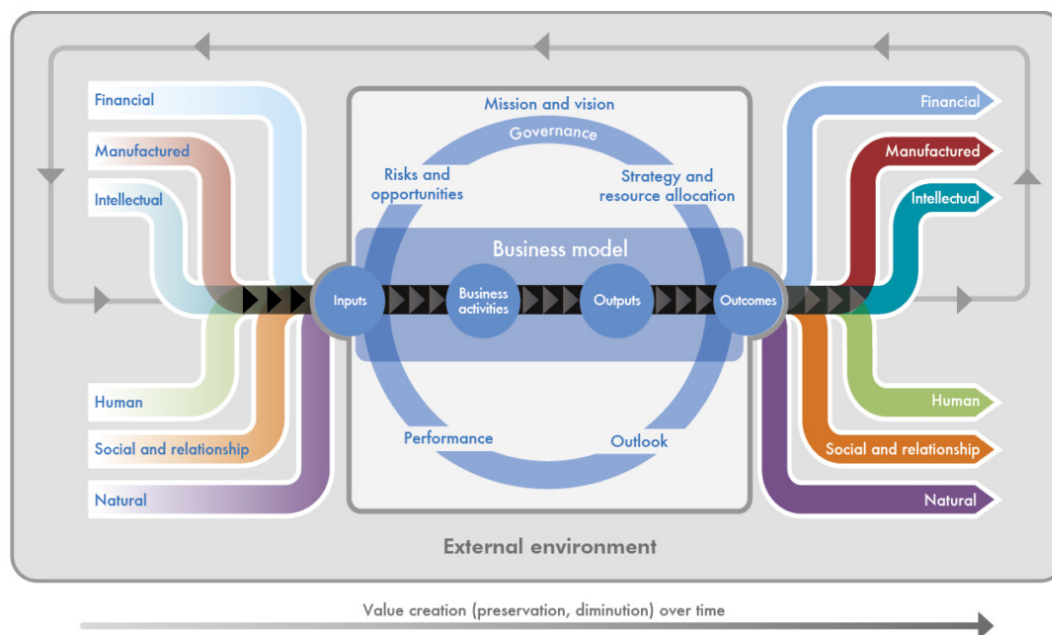 Financial
Manufactured
Intellectual
Human
Social and relationship
Natural
Mission and vision
Governance
Risks and
opportunities
Strategy and
resource allocation
Business model
Inputs
Business
activities
Outputs
Outcomes
Performance
Outlook
Financial
Manufactured
Intellectual
Human
Social and relationship
Natural
External environment
Value creation (preservation, diminution) over time